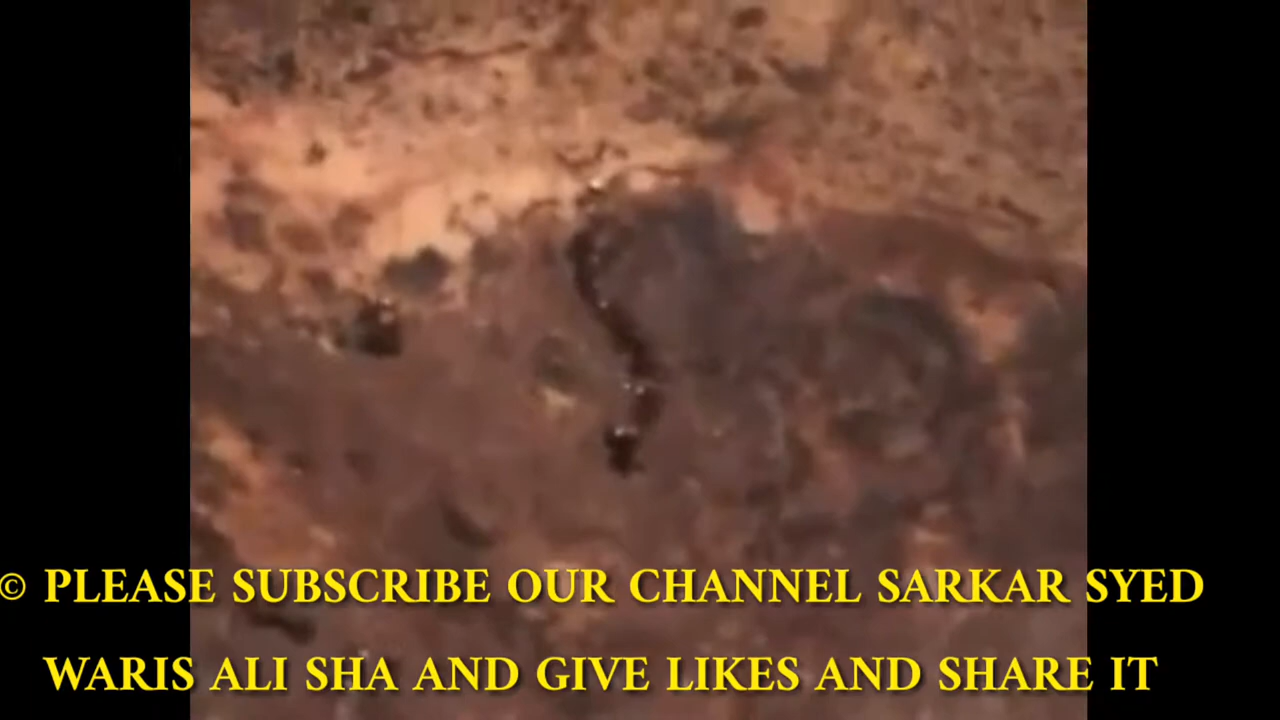 © PLEASE SUBSCRIBE OUR CHANNEL SARKAR SYED
WARIS ALI SHA AND GIVE LIKES AND SHARE IT